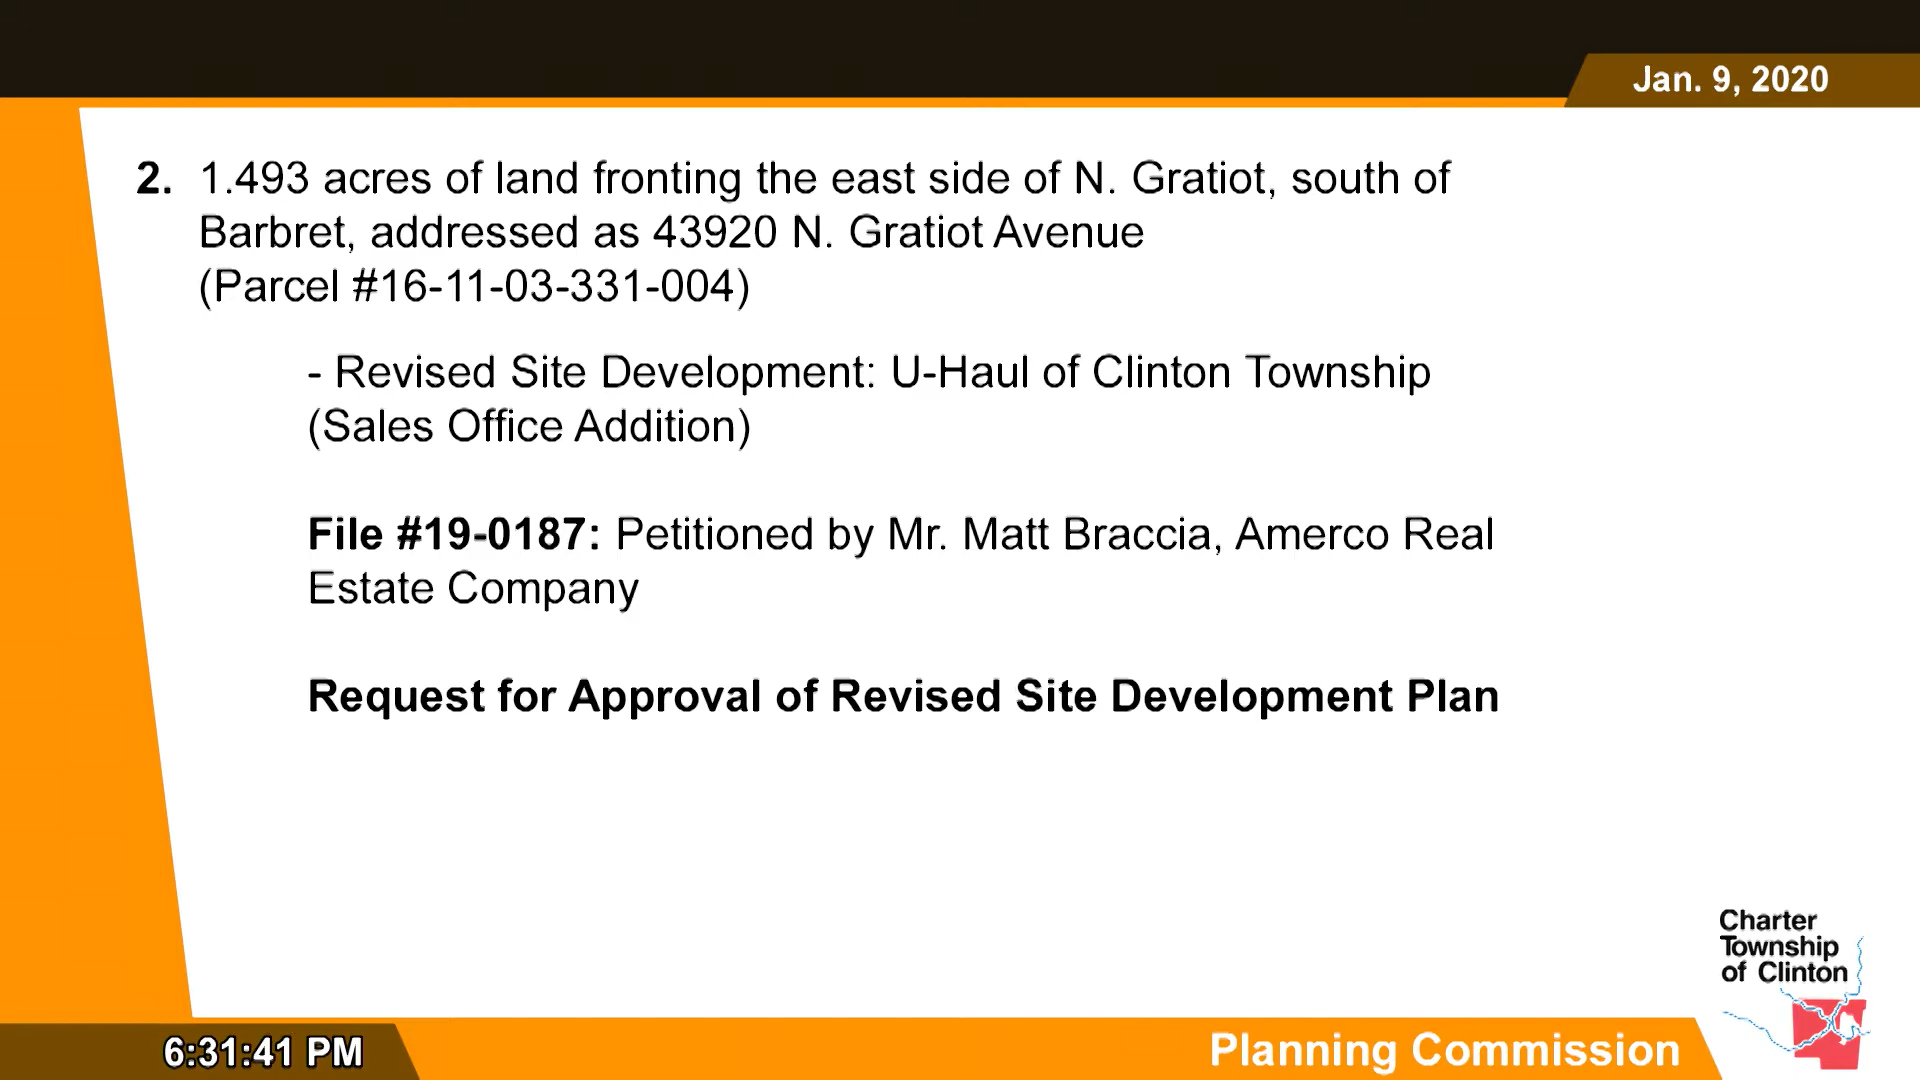 Jan. 9, 2020
2. 1.493 acres of land fronting the east side of N. Gratiot, south of
Barbret, addressed as 43920 N. Gratiot Avenue
(Parcel #16-11-03-331-004)
- Revised Site Development: U-Haul of Clinton Township
(Sales Office Addition)
File #19-0187: Petitioned by Mr. Matt Braccia, Amerco Real
Estate Company
Request for Approval of Revised Site Development Plan
Charter
Township
of Clinton
6:31:41 PM
Planning Commission